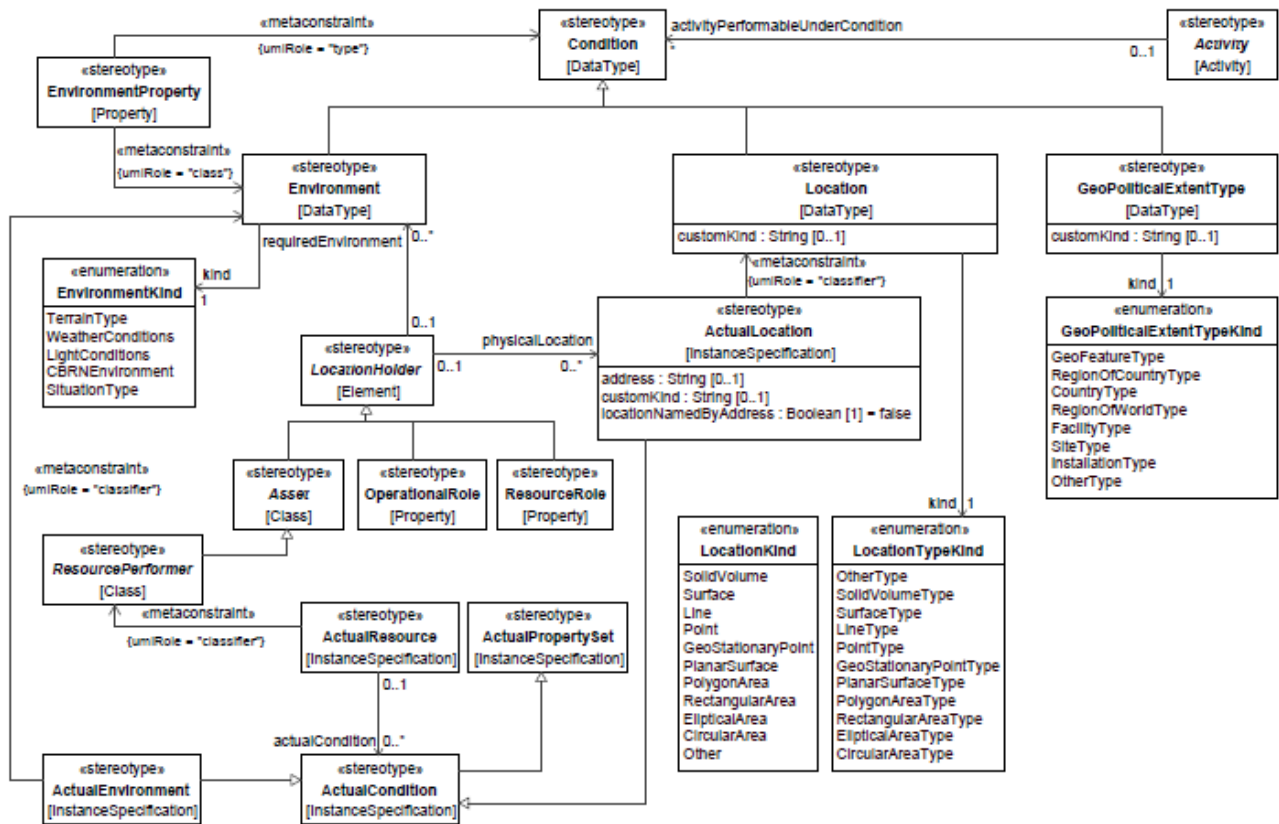 «metaconstraint»
{umlRole = "type"}
«stereotype»
Condition
[DataType]
activityPerformableUnderCondition
*
0..1
«stereotype»
Activity
[Activity]
«stereotype»
EnvironmentProperty
[Property]
«metaconstraint»
{umlRole = "class"}
«stereotype»
Environment
[DataType]
«stereotype»
Location
[DataType]
customKind : String [0..1]
«stereotype»
GeoPoliticalExtentType
[DataType]
customKind : String [0..1]
requiredEnvironment
0..*
kind
1
«enumeration»
EnvironmentKind
TerrainType
WeatherConditions
LightConditions
CBRNEnvironment
SituationType
«metaconstraint»
{umlRole = "classifier"}
kind
1
«enumeration»
GeoPoliticalExtentTypeKind
GeoFeatureType
RegionOfCountryType
CountryType
RegionOfWorldType
FacilityType
SiteType
InstallationType
OtherType
0..1
«stereotype»
LocationHolder
[Element]
physicalLocation
0..1
0..*
«stereotype»
ActualLocation
[InstanceSpecification]
address : String [0..1]
customKind : String [0..1]
locationNamedByAddress : Boolean [1] = false
«metaconstraint»
{umlRole = "classifier"}
«stereotype»
Asset
[Class]
«stereotype»
OperationalRole
[Property]
«stereotype»
ResourceRole
[Property]
kind
1
«enumeration»
LocationKind
SolidVolume
Surface
Line
Point
GeoStationaryPoint
PlanarSurface
PolygonArea
RectangularArea
ElipticalArea
CircularArea
Other
«enumeration»
LocationTypeKind
OtherType
SolidVolumeType
SurfaceType
LineType
PointType
GeoStationaryPointType
PlanarSurfaceType
PolygonAreaType
RectangularAreaType
ElipticalAreaType
CircularAreaType
«stereotype»
ResourcePerformer
[Class]
«metaconstraint»
{umlRole = "classifier"}
«stereotype»
ActualResource
[InstanceSpecification]
«stereotype»
ActualPropertySet
[InstanceSpecification]
0..1
actualCondition
0..*
«stereotype»
ActualEnvironment
[InstanceSpecification]
«stereotype»
ActualCondition
[InstanceSpecification]